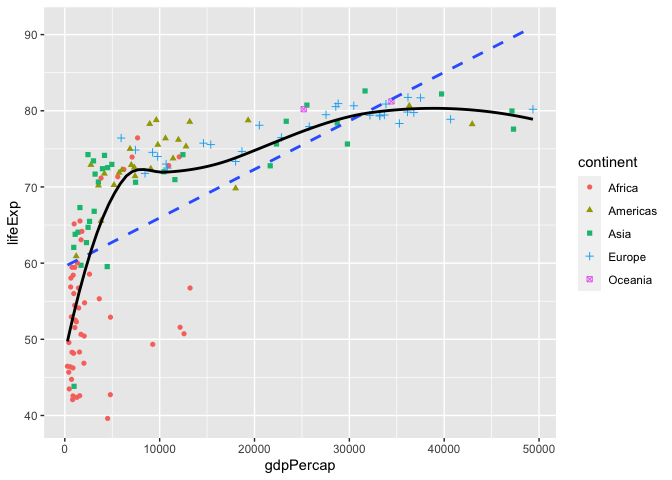 90
80
70
60
50
40
lifeExp
0 10000 20000 30000 40000 50000
gdpPercap
continent
Africa
Americas
Asia
Europe
Oceania